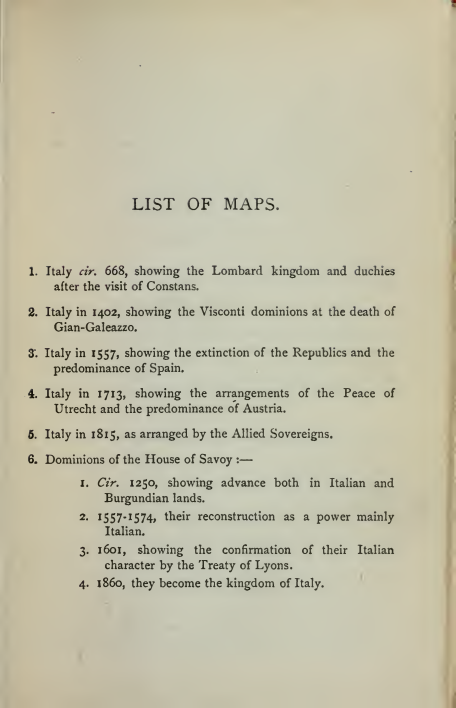 LIST OF MAPS.
1. Italy cir. 668, showing the Lombard kingdom and duchies
after the visit of Constans.
2. Italy in 1402, showing the Visconti dominions at the death of
Gian-Galeazzo.
3. Italy in 1557, showing the extinction of the Republics and the
predominance of Spain.
4. Italy in 1713, showing the arrangements of the Peace of
Utrecht and the predominance of Austria.
5. Italy in 1815, as arranged by the Allied Sovereigns.
6. Dominions of the House of Savoy :—
1. Cir. 1250, showing advance both in Italian and
Burgundian lands.
2. 1557-1574, their reconstruction as a power mainly
Italian.
3. 1601, showing the confirmation of their Italian
character by the Treaty of Lyons.
4. 1860, they become the kingdom of Italy.